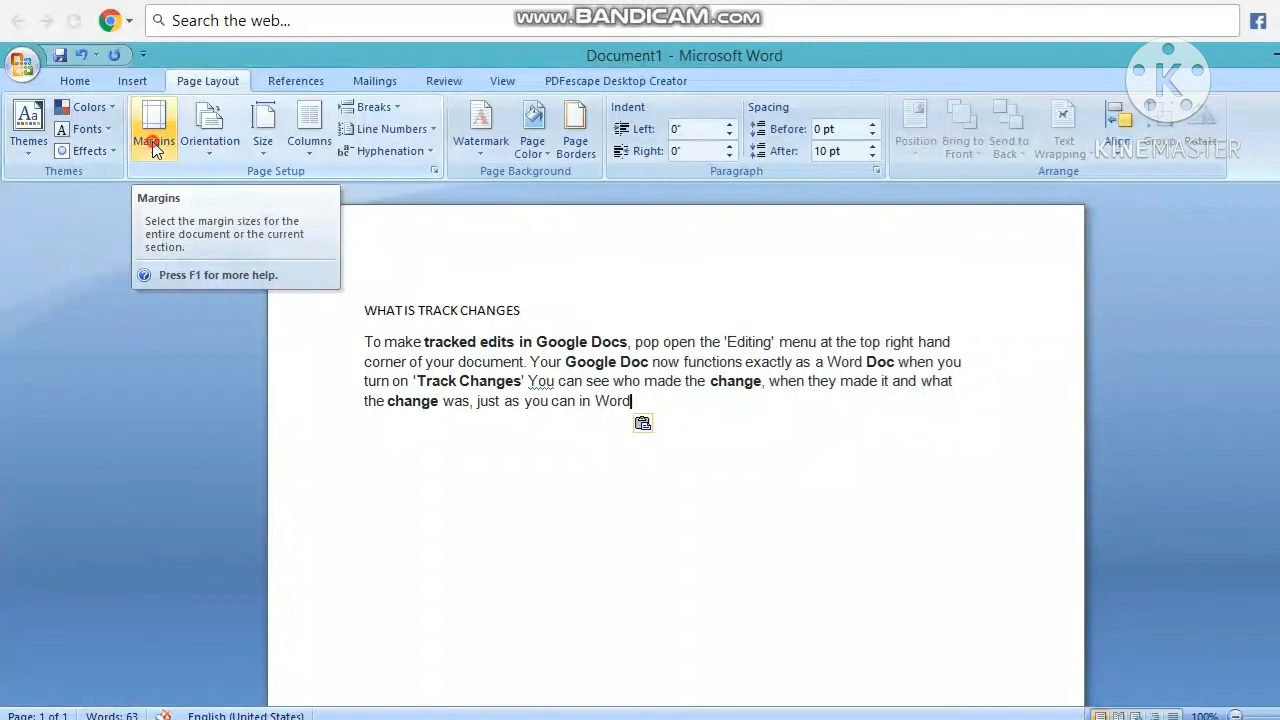 Search the web...
www.BANDICAM.com
Document1 - Microsoft Word
Home Insert Page Layout References Mailings Review View PDFescape Desktop Creator
K
KINEMASTER
Aa Themes
Colors
Fonts
Effects
Themes
Margins Orientation Size Columns
Breaks
Line Numbers
Hyphenation
Page Setup
Watermark Page Color Page Borders
Page Background
Indent
Left: 0"
Right: 0"
Spacing
Before: 0 pt
After: 10 pt
Paragraph
Position Bring to Front Send to Back Text Wrapping Align Group Rotate
Arrange
Margins
Select the margin sizes for the
entire document or the current
section.
Press F1 for more help.
WHAT IS TRACK CHANGES
To make tracked edits in Google Docs, pop open the 'Editing' menu at the top right hand
corner of your document. Your Google Doc now functions exactly as a Word Doc when you
turn on 'Track Changes' You can see who made the change, when they made it and what
the change was, just as you can in Word
Page: 1 of 1 Words: 63 English (United States) 100%